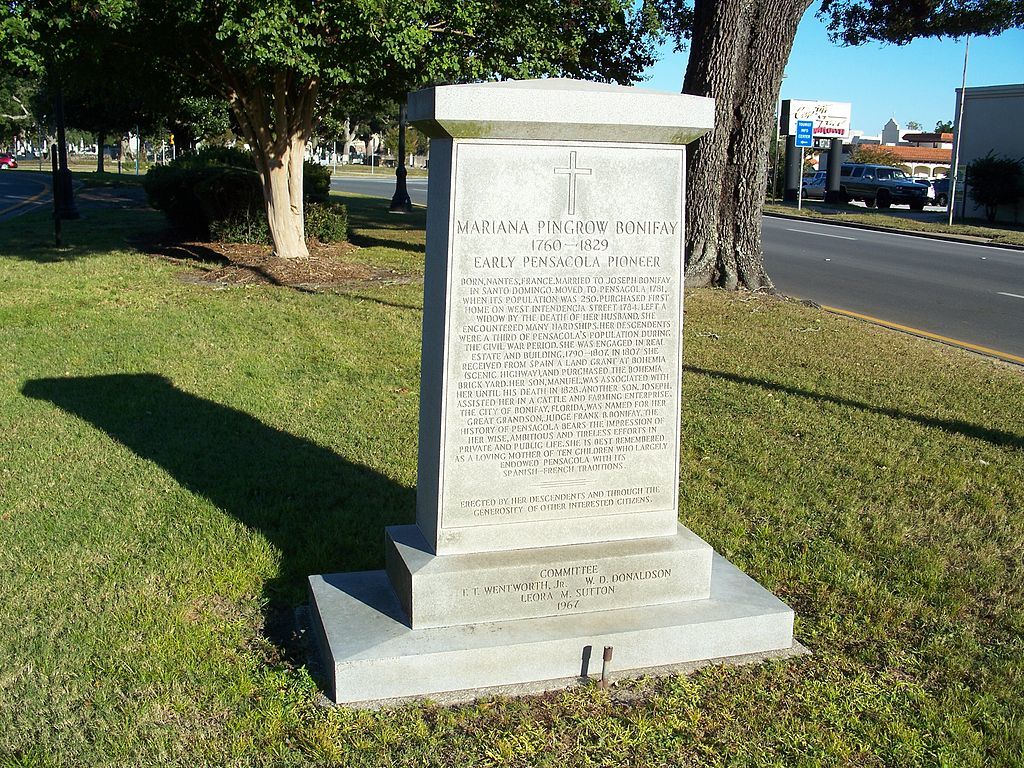 MARIANA PINGROW BONIFAY
1760—1829
EARLY PENSACOLA PIONEER
BORN, NANTES, FRANCE. MARRIED TO JOSEPH BONIFAY
IN SANTO DOMINGO. MOVED TO PENSACOLA 1781,
WHEN ITS POPULATION WAS 250. PURCHASED FIRST
HOME ON WEST INTENDENCIA STREET 1784. LEFT A
WIDOW BY THE DEATH OF HER HUSBAND, SHE
ENCOUNTERED MANY HARDSHIPS. HER DESCENDENTS
WERE A THIRD OF PENSACOLA'S POPULATION DURING
THE CIVIL WAR PERIOD. SHE WAS ENGAGED IN REAL
ESTATE AND BUILDING, 1790-1807. IN 1807 SHE
RECEIVED FROM SPAIN A LAND GRANT AT BOHEMIA
(SCENIC HIGHWAY), AND PURCHASED THE BOHEMIA
BRICK YARD. HER SON, MANUEL, WAS ASSOCIATED WITH
HER UNTIL HIS DEATH IN 1828. ANOTHER SON, JOSEPH,
ASSISTED HER IN A CATTLE AND FARMING ENTERPRISE.
THE CITY OF BONIFAY, FLORIDA, WAS NAMED FOR HER
GREAT GRANDSON, JUDGE FRANK B. BONIFAY. THE
HISTORY OF PENSACOLA BEARS THE IMPRESSION OF
HER WISE, AMBITIOUS AND TIRELESS EFFORTS IN
PRIVATE AND PUBLIC LIFE. SHE IS BEST REMEMBERED
AS A LOVING MOTHER OF TEN CHILDREN WHO LARGELY
ENDOWED PENSACOLA WITH ITS
SPANISH-FRENCH TRADITIONS.
ERECTED BY HER DESCENDENTS AND THROUGH THE
GENEROSITY OF OTHER INTERESTED CITIZENS.
COMMITTEE
T. T. WENTWORTH, JR. W. D. DONALDSON
LEORA M. SUTTON
1967
TOURIST
INFO
CENTER